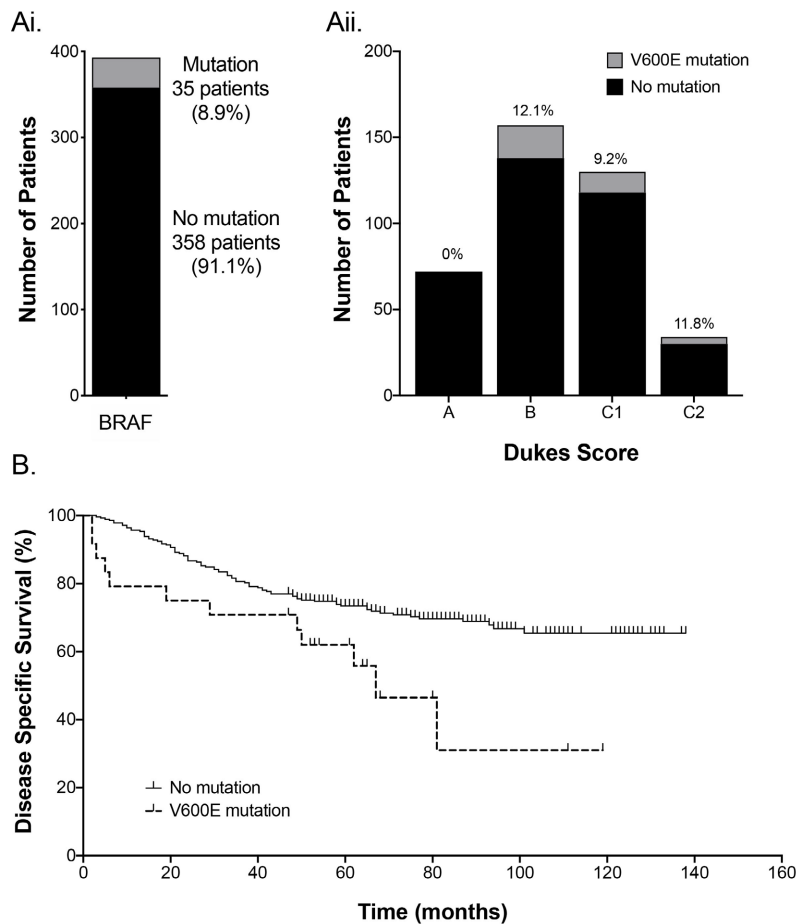 Ai.
Number of Patients
400
300
200
100
0
Mutation
35 patients
(8.9%)
No mutation
358 patients
(91.1%)
BRAF
Aii.
Number of Patients
200
150
100
50
0
V600E mutation
No mutation
0%
12.1%
9.2%
11.8%
A B C1 C2
Dukes Score
B.
Disease Specific Survival (%)
100
80
60
40
20
0
No mutation
V600E mutation
0 20 40 60 80 100 120 140 160
Time (months)